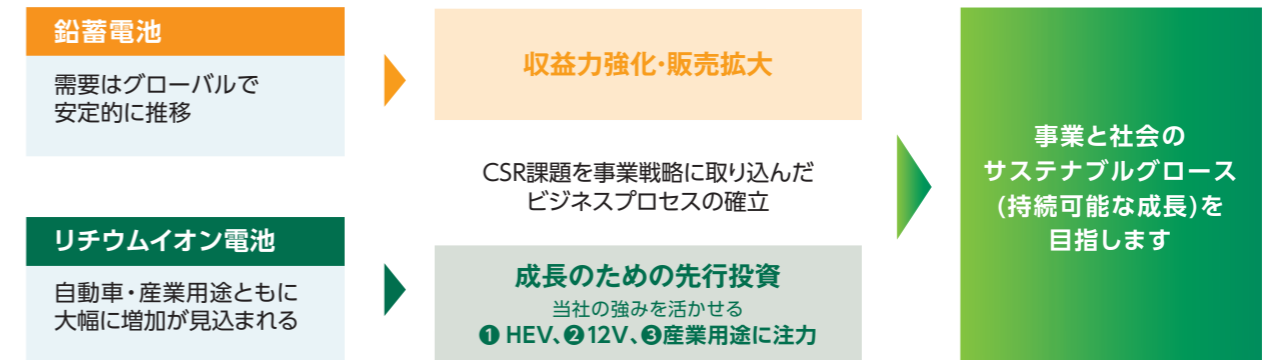 鉛蓄電池
需要はグローバルで
安定的に推移
収益力強化・販売拡大
CSR課題を事業戦略に取り込んだ
ビジネスプロセスの確立
リチウムイオン電池
自動車・産業用途ともに
大幅に増加が見込まれる
成長のための先行投資
当社の強みを活かせる
❶ HEV、❷12V、❸産業用途に注力
事業と社会の
サステナブルグロース
(持続可能な成長)を
目指します